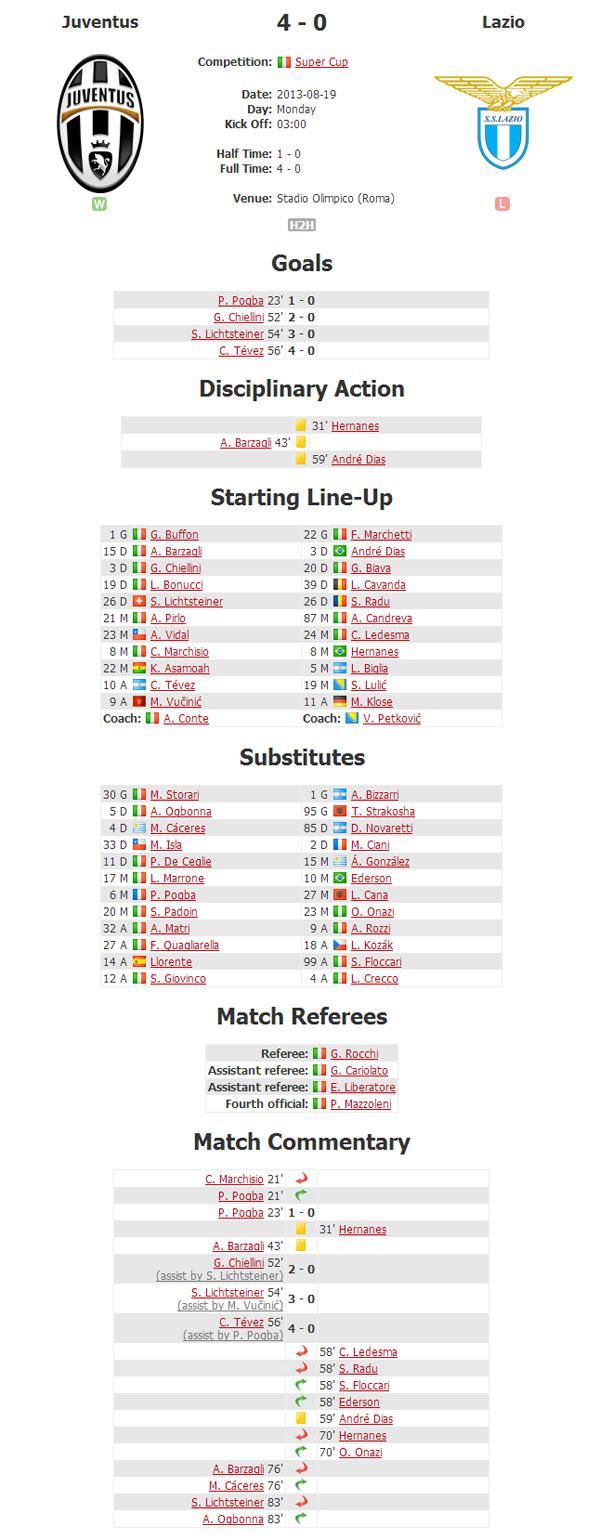 Juventus 4 - 0 Lazio
Competition: Super Cup
JUVENTUS
S.S.LAZIO
Date: 2013-08-19
Day: Monday
Kick Off: 03:00
Half Time: 1 - 0
Full Time: 4 - 0
Venue: Stadio Olimpico (Roma)
W L
H2H
Goals
P. Pogba 23' 1 - 0
G. Chiellini 52' 2 - 0
S. Lichtsteiner 54' 3 - 0
C. Tévez 56' 4 - 0
Disciplinary Action
31' Hernanes
A. Barzagli 43'
59' André Dias
Starting Line-Up
1 G G. Buffon 22 G F. Marchetti
15 D A. Barzagli 3 D André Dias
3 D G. Chiellini 20 D G. Biava
19 D L. Bonucci 39 D L. Cavanda
26 D S. Lichtsteiner 26 D S. Radu
21 M A. Pirlo 87 M A. Candreva
23 M A. Vidal 24 M C. Ledesma
8 M C. Marchisio 8 M Hernanes
22 M K. Asamoah 5 M L. Biglia
10 A C. Tévez 19 M S. Lulić
9 A M. Vučinić 11 A M. Klose
Coach: A. Conte Coach: V. Petković
Substitutes
30 G M. Storari 1 G A. Bizzarri
5 D A. Ogbonna 95 G T. Strakosha
4 D M. Cáceres 85 D D. Novaretti
33 D M. Isla 2 D M. Ciani
11 D P. De Ceglie 15 M Á. González
17 M L. Marrone 10 M Ederson
6 M P. Pogba 27 M L. Cana
20 M S. Padoin 23 M O. Onazi
32 A A. Matri 9 A A. Rozzi
27 A F. Quagliarella 18 A L. Kozák
14 A Llorente 99 A S. Floccari
12 A S. Giovinco 4 A L. Crecco
Match Referees
Referee: G. Rocchi
Assistant referee: G. Cariolato
Assistant referee: E. Liberatore
Fourth official: P. Mazzoleni
Match Commentary
C. Marchisio 21'
P. Pogba 21'
P. Pogba 23' 1 - 0
31' Hernanes
A. Barzagli 43'
G. Chiellini 52' 2 - 0
(assist by S. Lichtsteiner)
S. Lichtsteiner 54' 3 - 0
(assist by M. Vučinić)
C. Tévez 56' 4 - 0
(assist by P. Pogba)
58' C. Ledesma
58' S. Radu
58' S. Floccari
58' Ederson
59' André Dias
70' Hernanes
70' O. Onazi
A. Barzagli 76'
M. Cáceres 76'
S. Lichtsteiner 83'
A. Ogbonna 83'